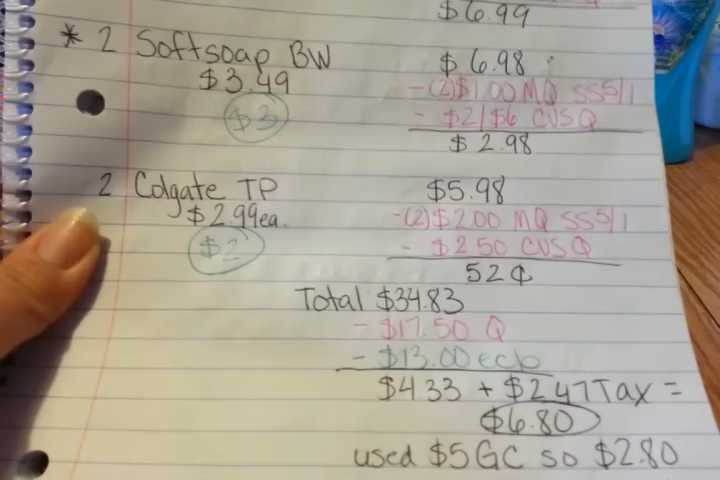 $6.99
* 2 Softsoap BW $6.98
$3.49 -(2)$1.00 MQ SS5/1
$3 - $2/$6 CVSQ
$2.98
2 Colgate TP $5.98
$2.99ea. -(2)$2.00 MQ SS5/1
$2 - $2.50 CVSQ
52¢
Total $34.83
- $17.50 Q
- $13.00 ecb
$4.33 + $2.47 Tax =
$6.80
used $5 GC so $2.80